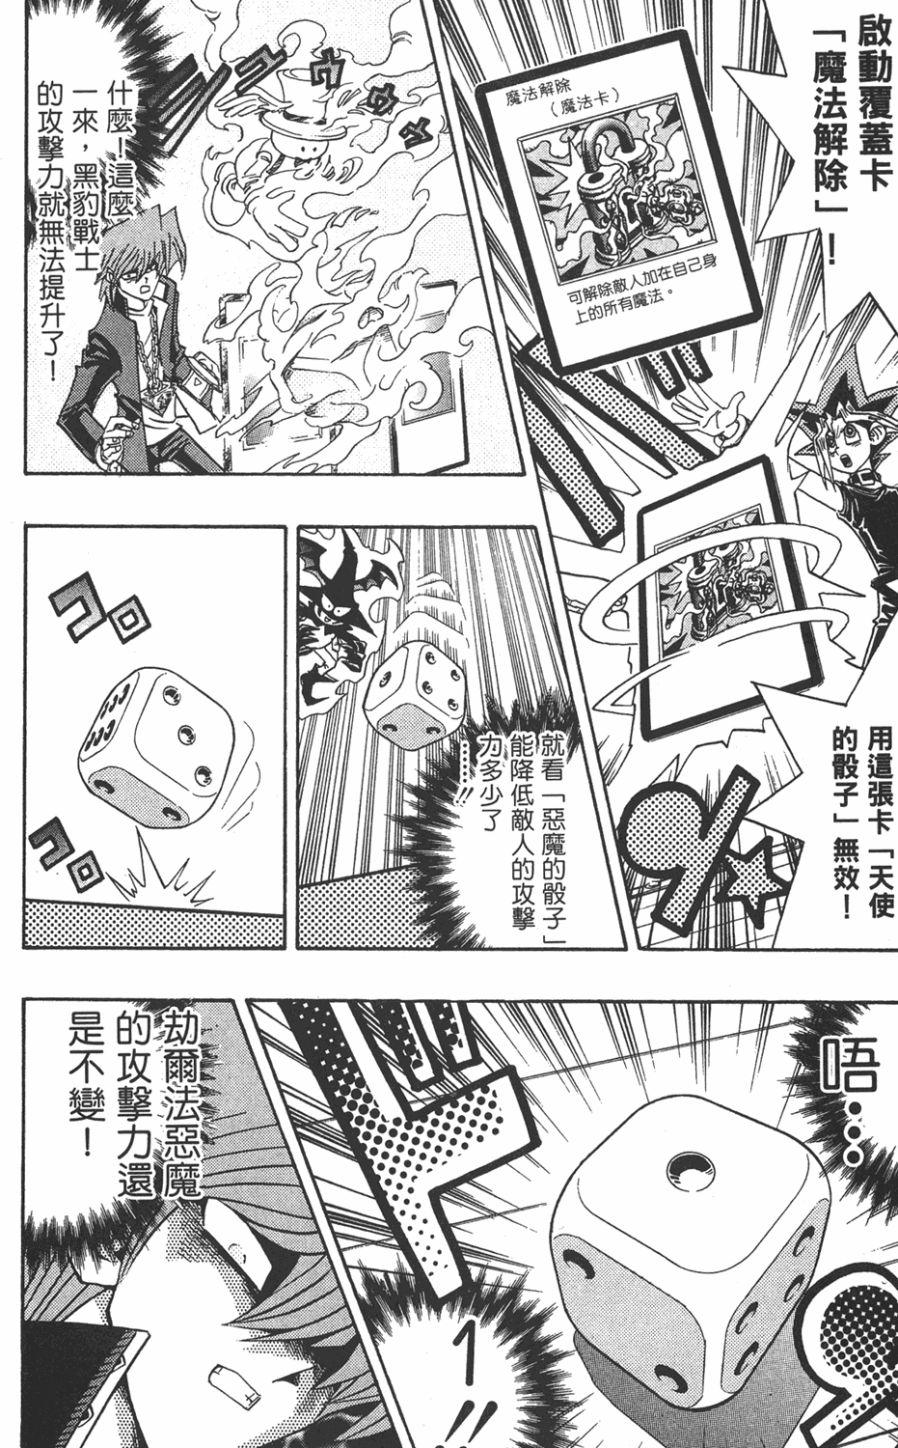 啟動覆蓋卡
「魔法解除」!
魔法解除
(魔法卡)
可解除敵人加在自己身
上的所有魔法。
用這張卡「天使
的骰子」無效!
什麼!這麼
一來,黑豹戰士
的攻擊力就無法提升了!
就看「惡魔的骰子」
能降低敵人的攻擊
力多少了
……!!
コロ
コロ
唔…
1!!
劫爾法惡魔
的攻擊力還
是不變!